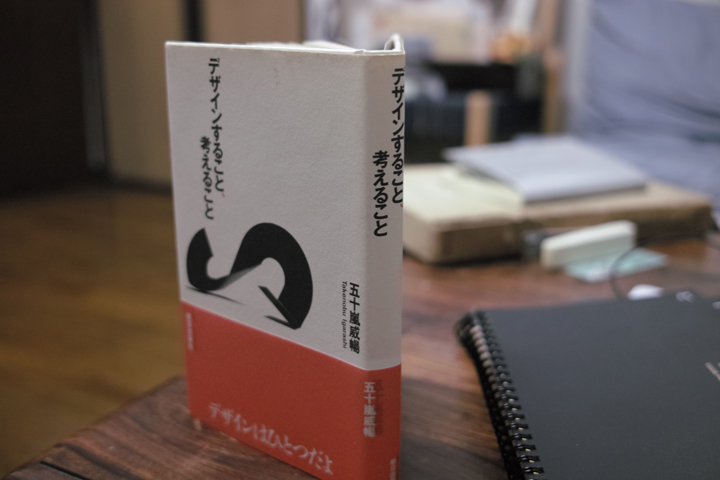 デザインすること、
考えること
五十嵐威暢
Takenobu Igarashi
デザインはひとつだよ
デザインすること、
考えること
五十嵐威暢